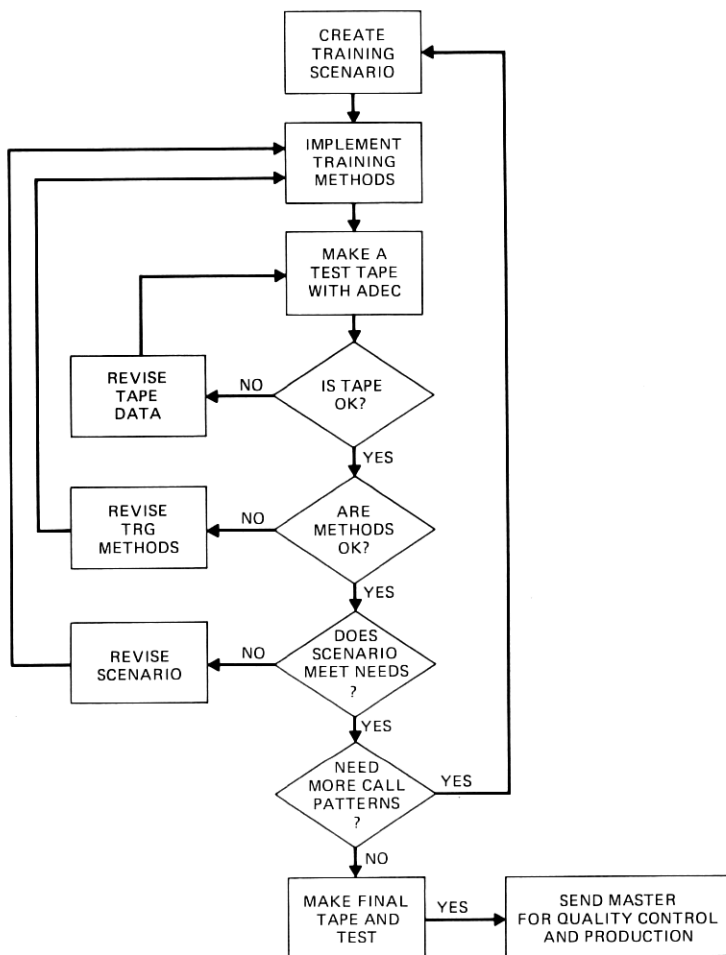 CREATE
TRAINING
SCENARIO
IMPLEMENT
TRAINING
METHODS
MAKE A
TEST TAPE
WITH ADEC
REVISE
TAPE
DATA
NO
IS TAPE
OK?
YES
REVISE
TRG
METHODS
NO
ARE
METHODS
OK?
YES
REVISE
SCENARIO
NO
DOES
SCENARIO
MEET NEEDS
?
YES
NEED
MORE CALL
PATTERNS
?
YES
NO
MAKE FINAL
TAPE AND
TEST
YES
SEND MASTER
FOR QUALITY CONTROL
AND PRODUCTION